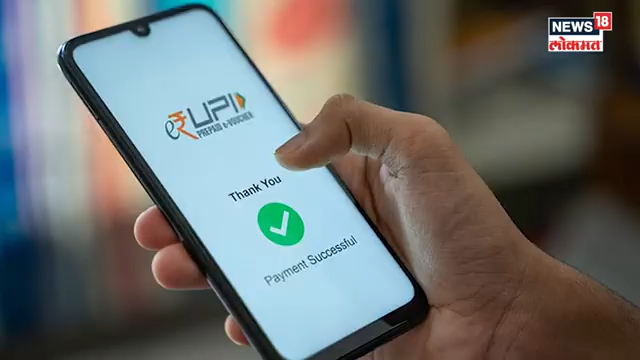 NEWS 18
लोकमत
e₹ UPI
PREPAID e-VOUCHER
Thank You
Payment Successful